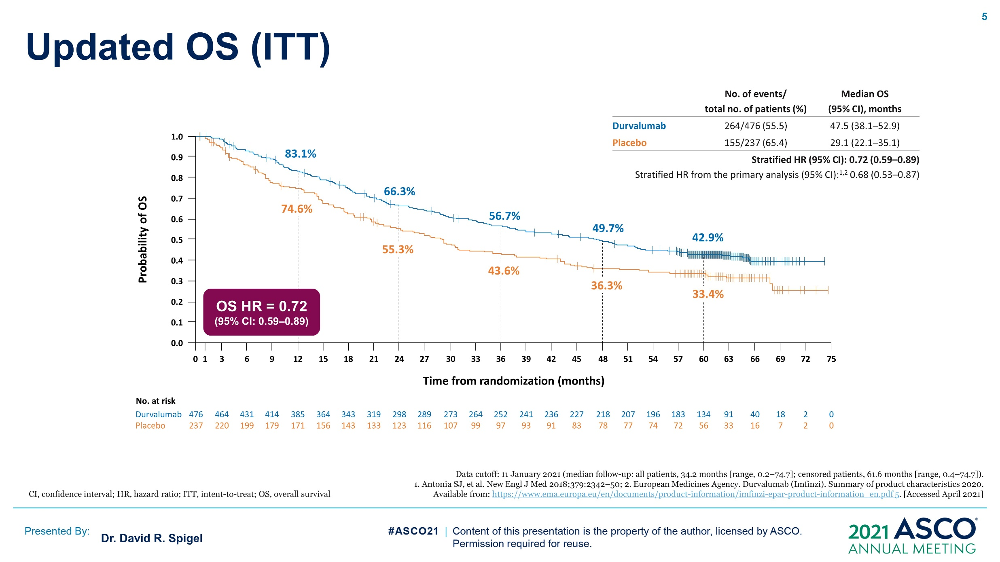 5
Updated OS (ITT)
No. of events/ Median OS
total no. of patients (%) (95% CI), months
Durvalumab 264/476 (55.5) 47.5 (38.1–52.9)
Placebo 155/237 (65.4) 29.1 (22.1–35.1)
Stratified HR (95% CI): 0.72 (0.59–0.89)
Stratified HR from the primary analysis (95% CI):1,2 0.68 (0.53–0.87)
Probability of OS
1.0
0.9
0.8
0.7
0.6
0.5
0.4
0.3
0.2
0.1
0.0
83.1%
66.3%
56.7%
49.7%
42.9%
74.6%
55.3%
43.6%
36.3%
33.4%
OS HR = 0.72
(95% CI: 0.59–0.89)
0 1 3 6 9 12 15 18 21 24 27 30 33 36 39 42 45 48 51 54 57 60 63 66 69 72 75
Time from randomization (months)
No. at risk
Durvalumab 476 464 431 414 385 364 343 319 298 289 273 264 252 241 236 227 218 207 196 183 134 91 40 18 2 0
Placebo 237 220 199 179 171 156 143 133 123 116 107 99 97 93 91 83 78 77 74 72 56 33 16 7 2 0
Data cutoff: 11 January 2021 (median follow-up: all patients, 34.2 months [range, 0.2–74.7]; censored patients, 61.6 months [range, 0.4–74.7]).
1. Antonia SJ, et al. New Engl J Med 2018;379:2342–50; 2. European Medicines Agency. Durvalumab (Imfinzi). Summary of product characteristics 2020.
Available from: https://www.ema.europa.eu/en/documents/product-information/imfinzi-epar-product-information_en.pdf 5. [Accessed April 2021]
CI, confidence interval; HR, hazard ratio; ITT, intent-to-treat; OS, overall survival
Presented By: Dr. David R. Spigel
#ASCO21 | Content of this presentation is the property of the author, licensed by ASCO.
Permission required for reuse.
2021 ASCO®
ANNUAL MEETING